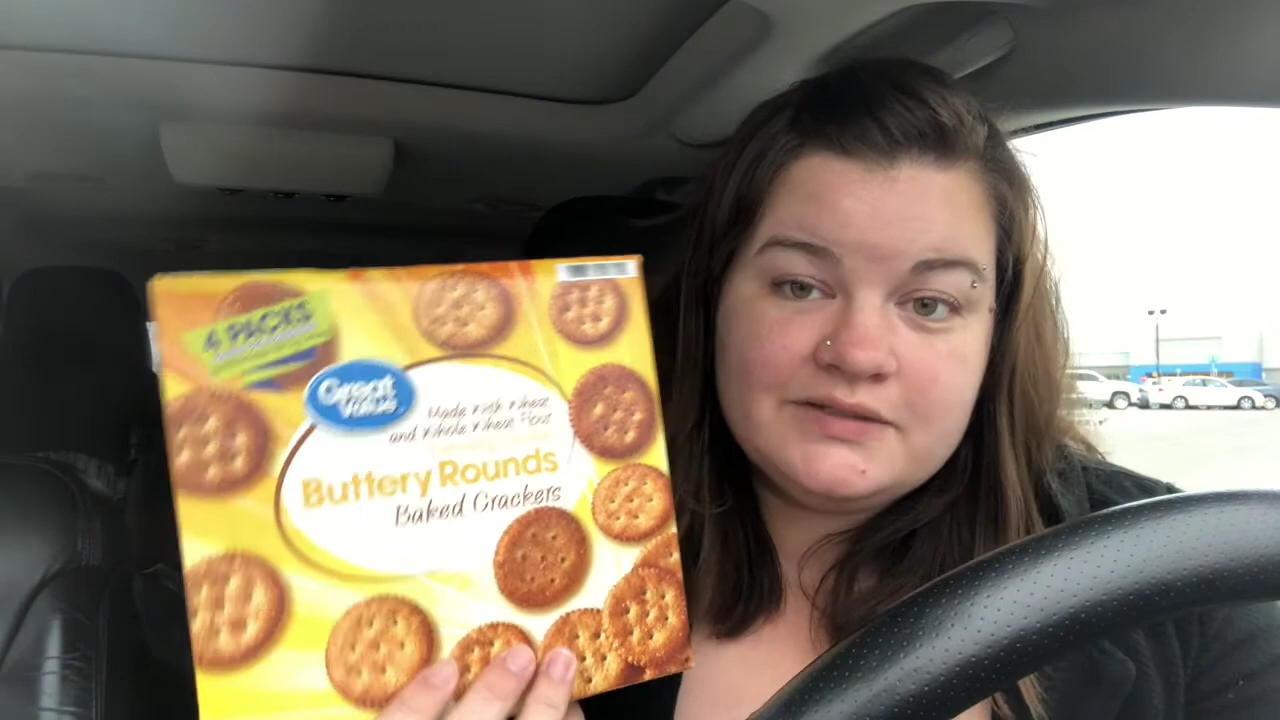 4 PACKS
Great
Value
Made With Wheat
and Whole Wheat Flour
Buttery Rounds
Baked Crackers